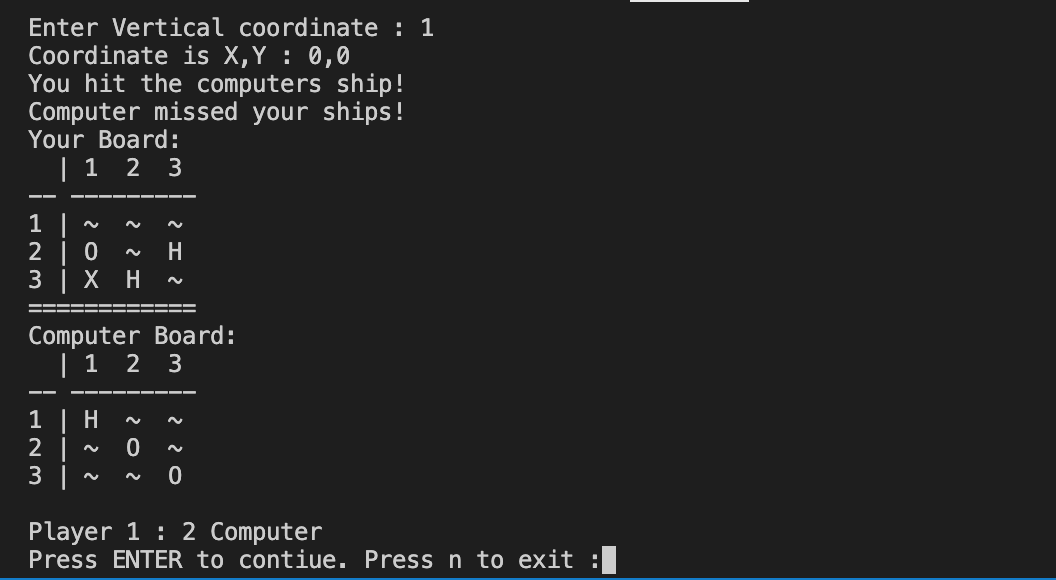 Enter Vertical coordinate : 1
Coordinate is X,Y : 0,0
You hit the computers ship!
Computer missed your ships!
Your Board:
  | 1  2  3
-- ---------
1 | ~  ~  ~
2 | O  ~  H
3 | X  H  ~
============
Computer Board:
  | 1  2  3
-- ---------
1 | H  ~  ~
2 | ~  O  ~
3 | ~  ~  O
Player 1 : 2 Computer
Press ENTER to contiue. Press n to exit :